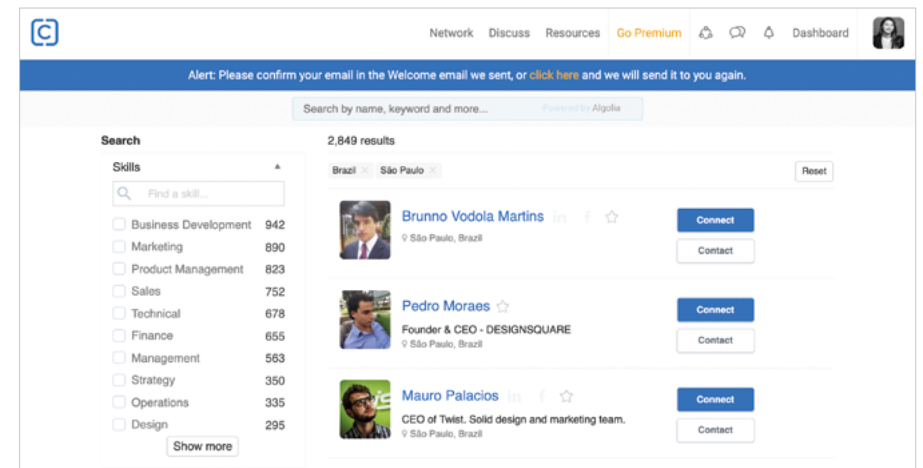 C
Network Discuss Resources Go Premium Dashboard
Alert: Please confirm your email in the Welcome email we sent, or click here and we will send it to you again.
Search by name, keyword and more... Powered by Algolia
Search
Skills
Find a skill...
Business Development 942
Marketing 890
Product Management 823
Sales 752
Technical 678
Finance 655
Management 563
Strategy 350
Operations 335
Design 295
Show more
2,849 results
Brazil × São Paulo × Reset
Brunno Vodola Martins in f
São Paulo, Brazil
Connect
Contact
Pedro Moraes
Founder & CEO - DESIGNSQUARE
São Paulo, Brazil
Connect
Contact
Mauro Palacios in f
CEO of Twist. Solid design and marketing team.
São Paulo, Brazil
Connect
Contact